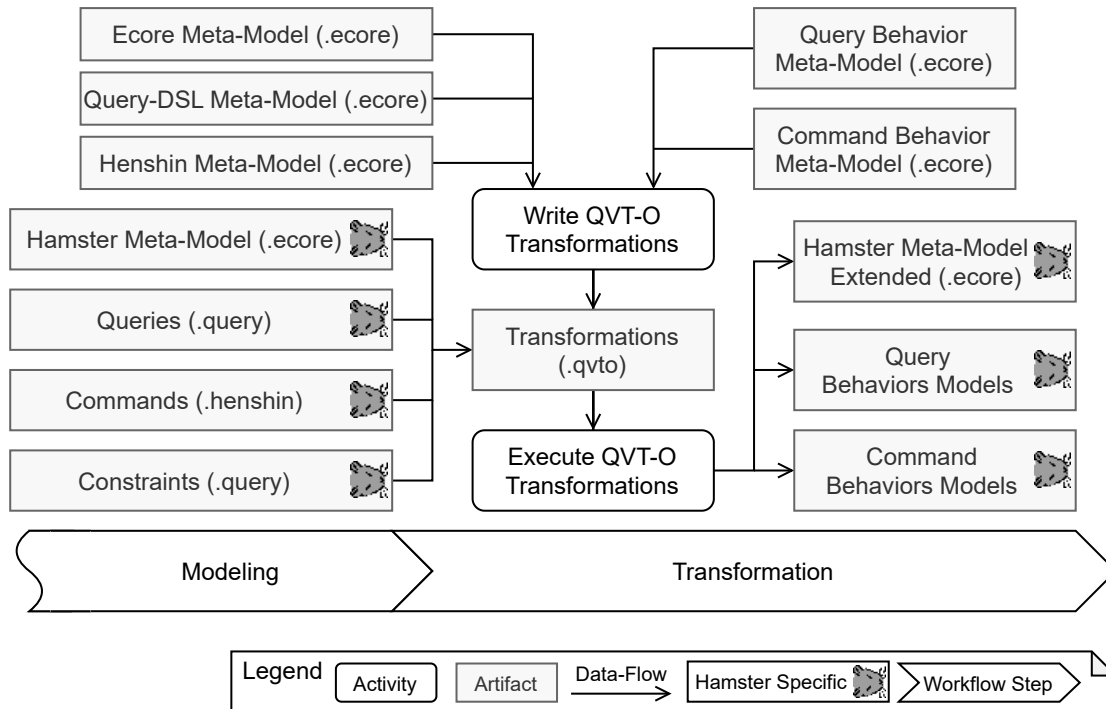 Ecore Meta-Model (.ecore)
Query-DSL Meta-Model (.ecore)
Henshin Meta-Model (.ecore)
Query Behavior
Meta-Model (.ecore)
Command Behavior
Meta-Model (.ecore)
Write QVT-O
Transformations
Hamster Meta-Model (.ecore)
Queries (.query)
Commands (.henshin)
Constraints (.query)
Transformations
(.qvto)
Execute QVT-O
Transformations
Hamster Meta-Model
Extended (.ecore)
Query
Behaviors Models
Command
Behaviors Models
Modeling
Transformation
Legend
Activity
Artifact
Data-Flow
Hamster Specific
Workflow Step